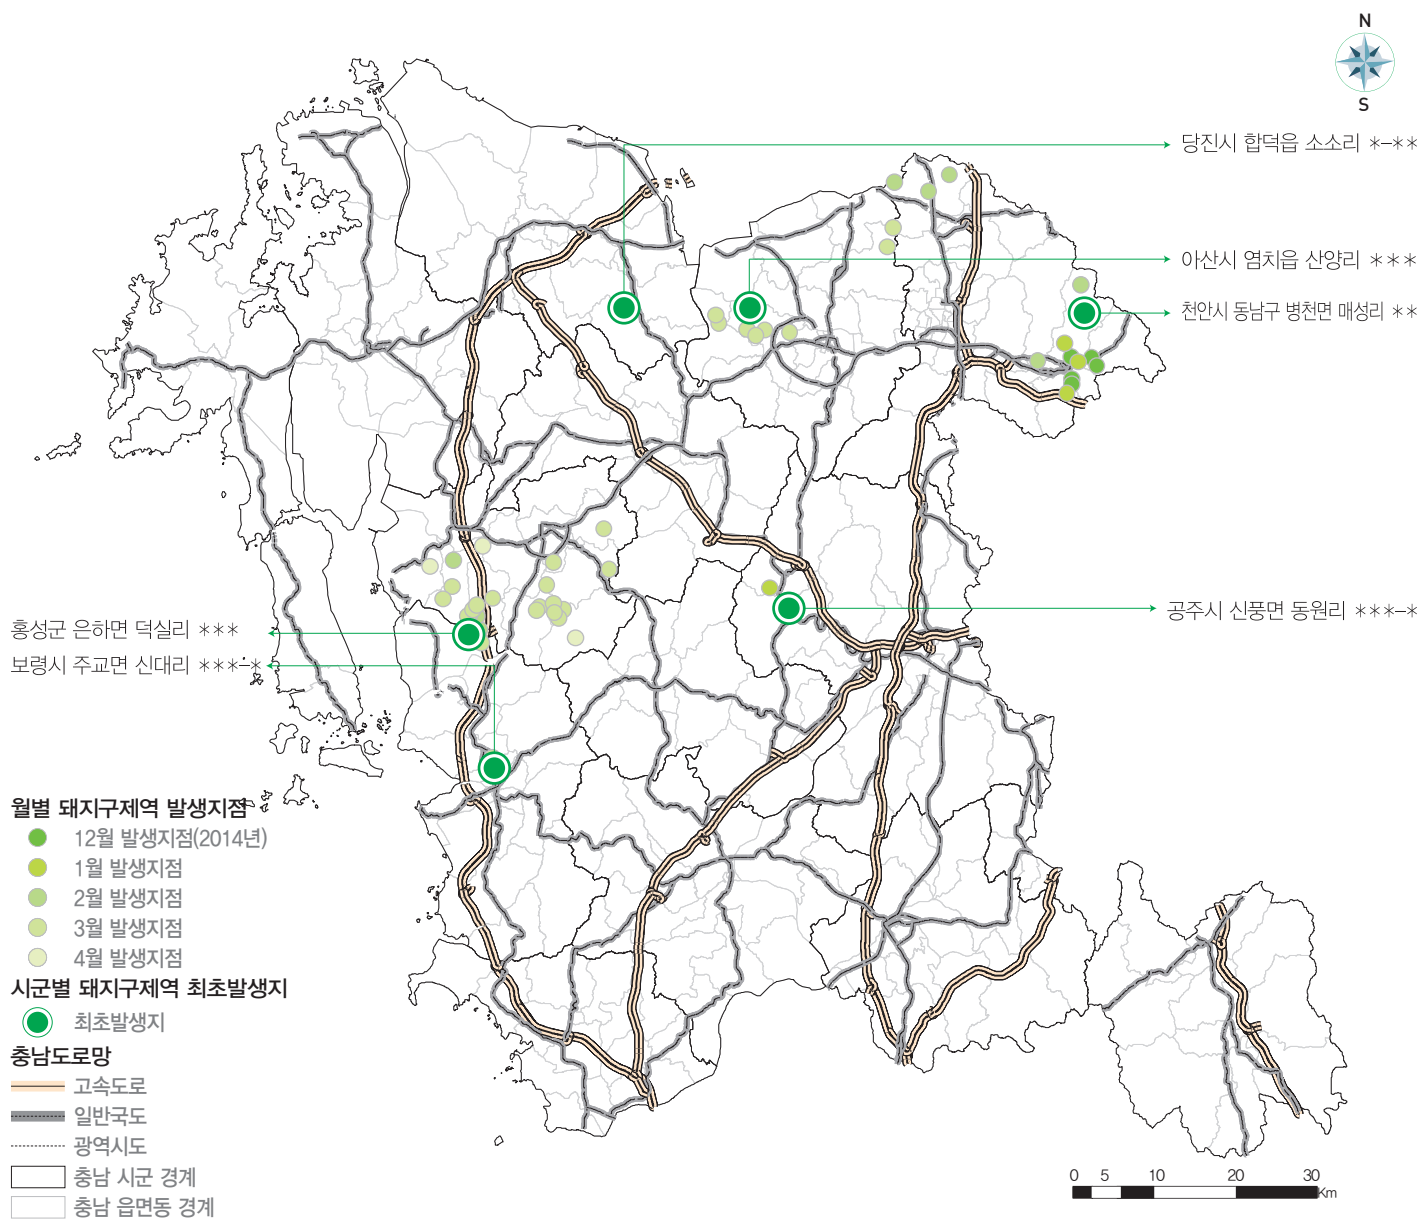 N
S
당진시 합덕읍 소소리 *-**
아산시 염치읍 산양리 ***
천안시 동남구 병천면 매성리 **
공주시 신풍면 동원리 ***-*
홍성군 은하면 덕실리 ***
보령시 주교면 신대리 ***-*
월별 돼지구제역 발생지점
12월 발생지점(2014년)
1월 발생지점
2월 발생지점
3월 발생지점
4월 발생지점
시군별 돼지구제역 최초발생지
최초발생지
충남도로망
고속도로
일반국도
광역시도
충남 시군 경계
충남 읍면동 경계
0 5 10 20 30
Km